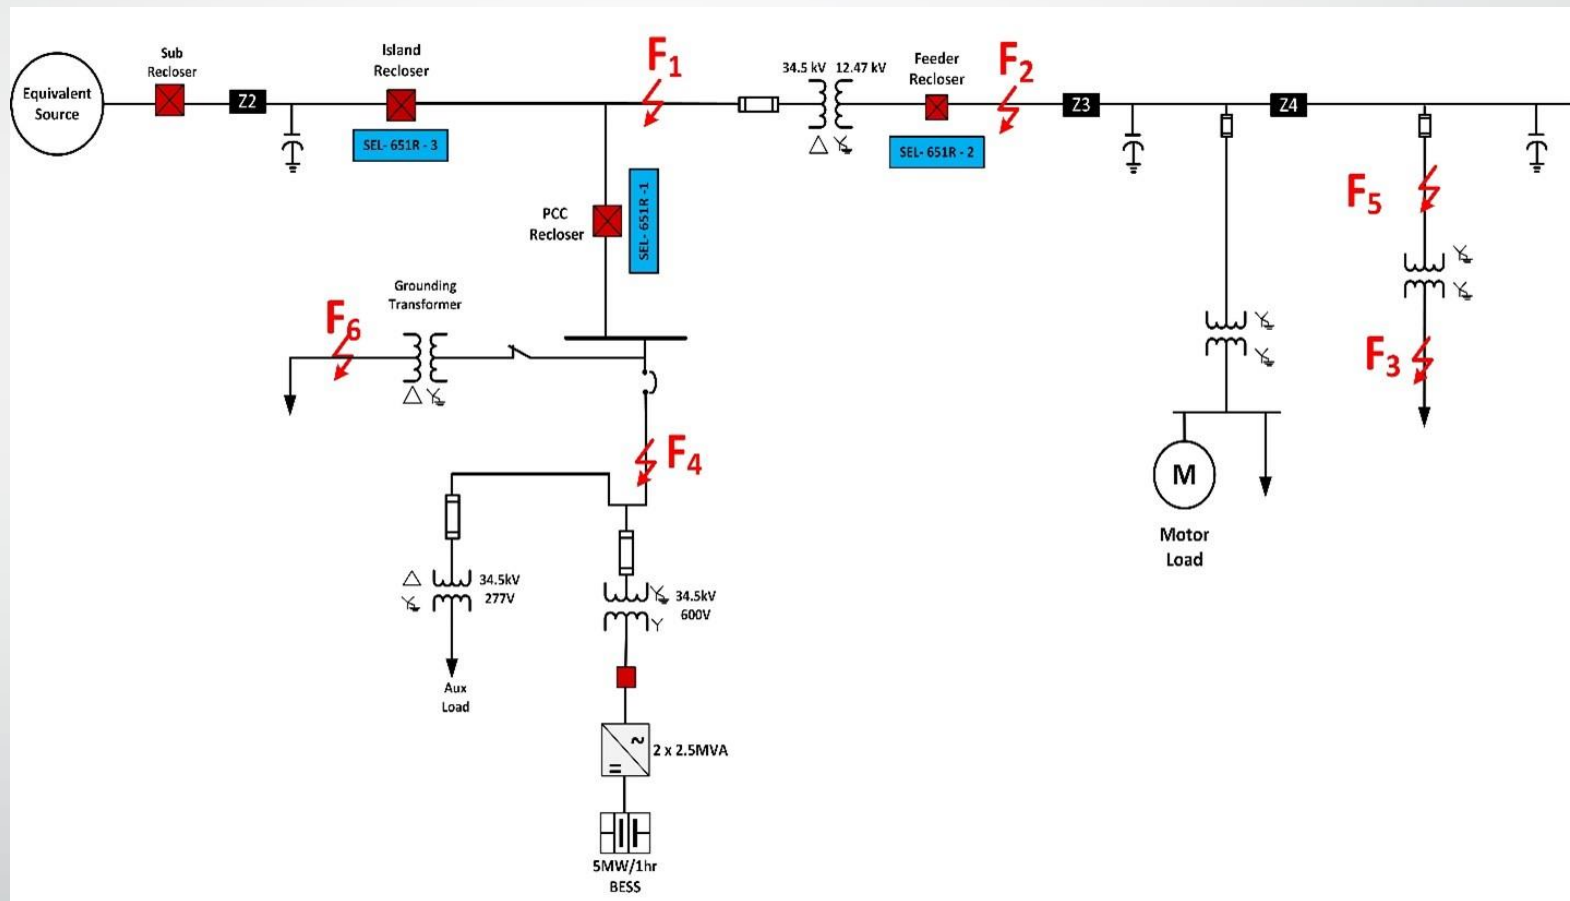 Equivalent
Source
Sub
Recloser
Z2
Island
Recloser
SEL- 651R - 3
F1
34.5 kV 12.47 kV
Feeder
Recloser
SEL- 651R - 2
F2
Z3
Z4
F5
F3
PCC
Recloser
SEL- 651R -1
Grounding
Transformer
F6
F4
M
Motor
Load
34.5kV
277V
Aux
Load
34.5kV
600V
Y
2 x 2.5MVA
5MW/1hr
BESS